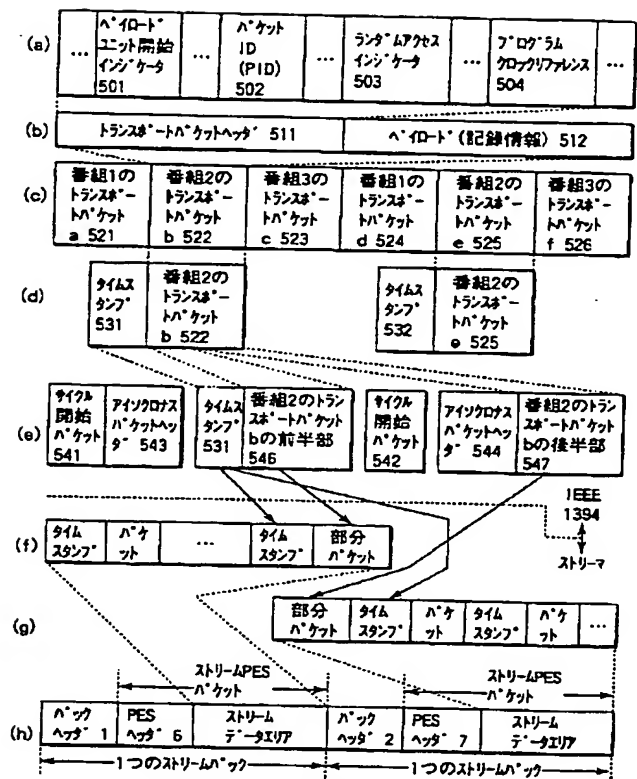 (a)
…
ペイロード
ユニット開始
インジケータ
501
…
パケット
ID
(PID)
502
…
ランダムアクセス
インジケータ
503
…
プログラム
クロックリファレンス
504
…
(b)
トランスポートパケットヘッダ 511
ペイロード(記録情報) 512
(c)
番組1の
トランスポー
トパケット
a 521
番組2の
トランスポー
トパケット
b 522
番組3の
トランスポー
トパケット
c 523
番組1の
トランスポー
トパケット
d 524
番組2の
トランスポー
トパケット
e 525
番組3の
トランスポー
トパケット
f 526
(d)
タイムス
タンプ
531
番組2の
トランスポー
トパケット
b 522
タイムス
タンプ
532
番組2の
トランスポー
トパケット
e 525
(e)
サイクル
開始
パケット
541
アイソクロナス
パケットヘッ
ダ 543
タイムス
タンプ
531
番組2のトラン
スポートパケット
bの前半部
546
サイクル
開始
パケット
542
アイソクロナス
パケットヘッ
ダ 544
番組2のトラン
スポートパケット
bの後半部
547
IEEE
1394
ストリーマ
(f)
タイム
スタンプ
パケ
ット
…
タイム
スタンプ
部分
パケット
(g)
部分
パケット
タイム
スタンプ
パケ
ット
タイム
スタンプ
パケ
ット
…
ストリームPES
パケット
ストリームPES
パケット
(h)
パック
ヘッダ 1
PES
ヘッダ 6
ストリーム
データエリア
パック
ヘッダ 2
PES
ヘッダ 7
ストリーム
データエリア
1つのストリームパック
1つのストリームパック